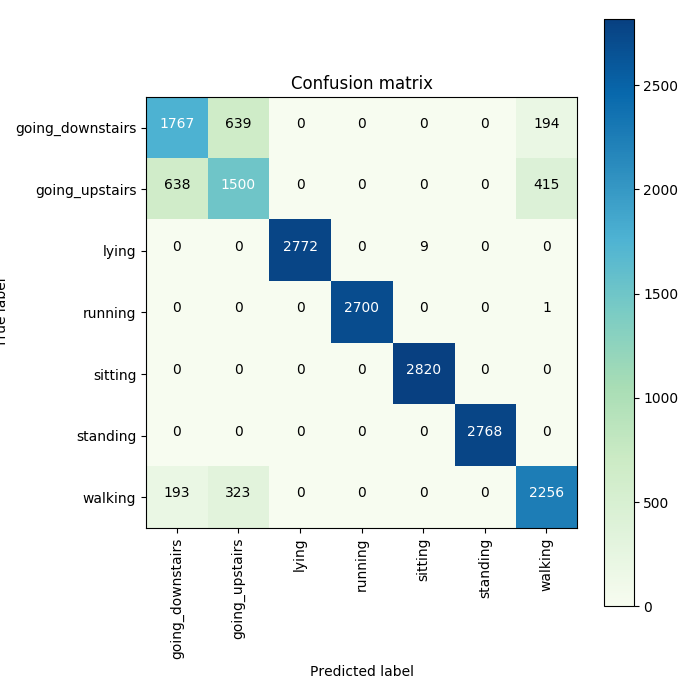 Confusion matrix
going_downstairs 1767 639 0 0 0 0 194
going_upstairs 638 1500 0 0 0 0 415
lying 0 0 2772 0 9 0 0
running 0 0 0 2700 0 0 1
sitting 0 0 0 0 2820 0 0
standing 0 0 0 0 0 2768 0
walking 193 323 0 0 0 0 2256
True label
going_downstairs
going_upstairs
lying
running
sitting
standing
walking
Predicted label
2500
2000
1500
1000
500
0